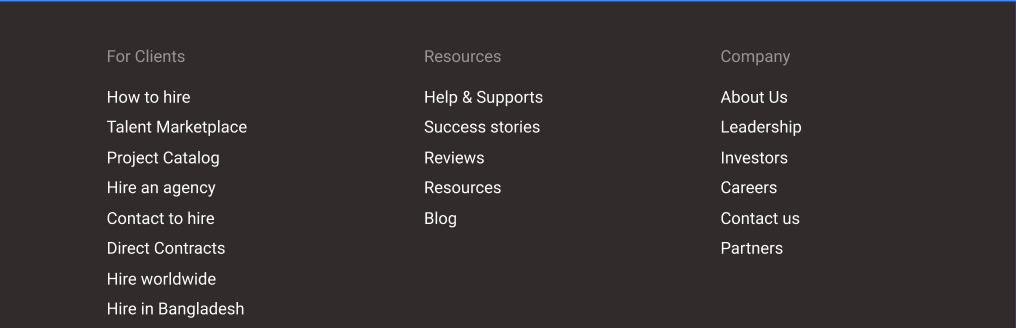 For Clients
How to hire
Talent Marketplace
Project Catalog
Hire an agency
Contact to hire
Direct Contracts
Hire worldwide
Hire in Bangladesh
Resources
Help & Supports
Success stories
Reviews
Resources
Blog
Company
About Us
Leadership
Investors
Careers
Contact us
Partners